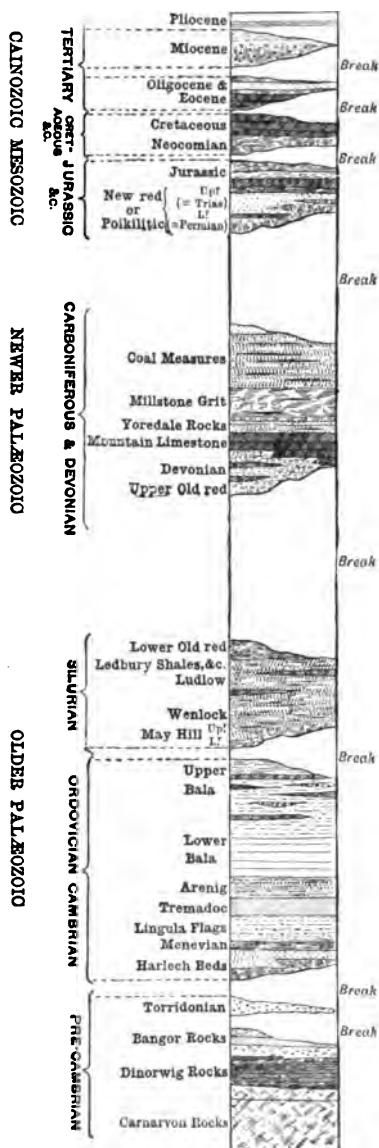 CAINOZOIC
MESOZOIC
NEWER PALÆOZOIC
OLDER PALÆOZOIC
TERTIARY
CRET-
ACEOUS
&C.
JURASSIC
&C.
CARBONIFEROUS & DEVONIAN
SILURIAN
ORDOVICIAN
CAMBRIAN
PRE-CAMBRIAN
Pliocene
Miocene
Break
Oligocene &
Eocene
Break
Cretaceous
Neocomian
Break
Jurassic
New red
or
Poikilitic
Upr
(= Trias
Lr
=Permian)
Break
Coal Measures
Millstone Grit
Yoredale Rocks
Mountain Limestone
Devonian
Upper Old red
Break
Lower Old red
Ledbury Shales,&c.
Ludlow
Wenlock
May Hill Upr
Lr
Break
Upper
Bala
Lower
Bala
Arenig
Tremadoc
Lingula Flags
Menevian
Harlech Beds
Break
Torridonian
Break
Bangor Rocks
Dinorwig Rocks
Carnarvon Rocks